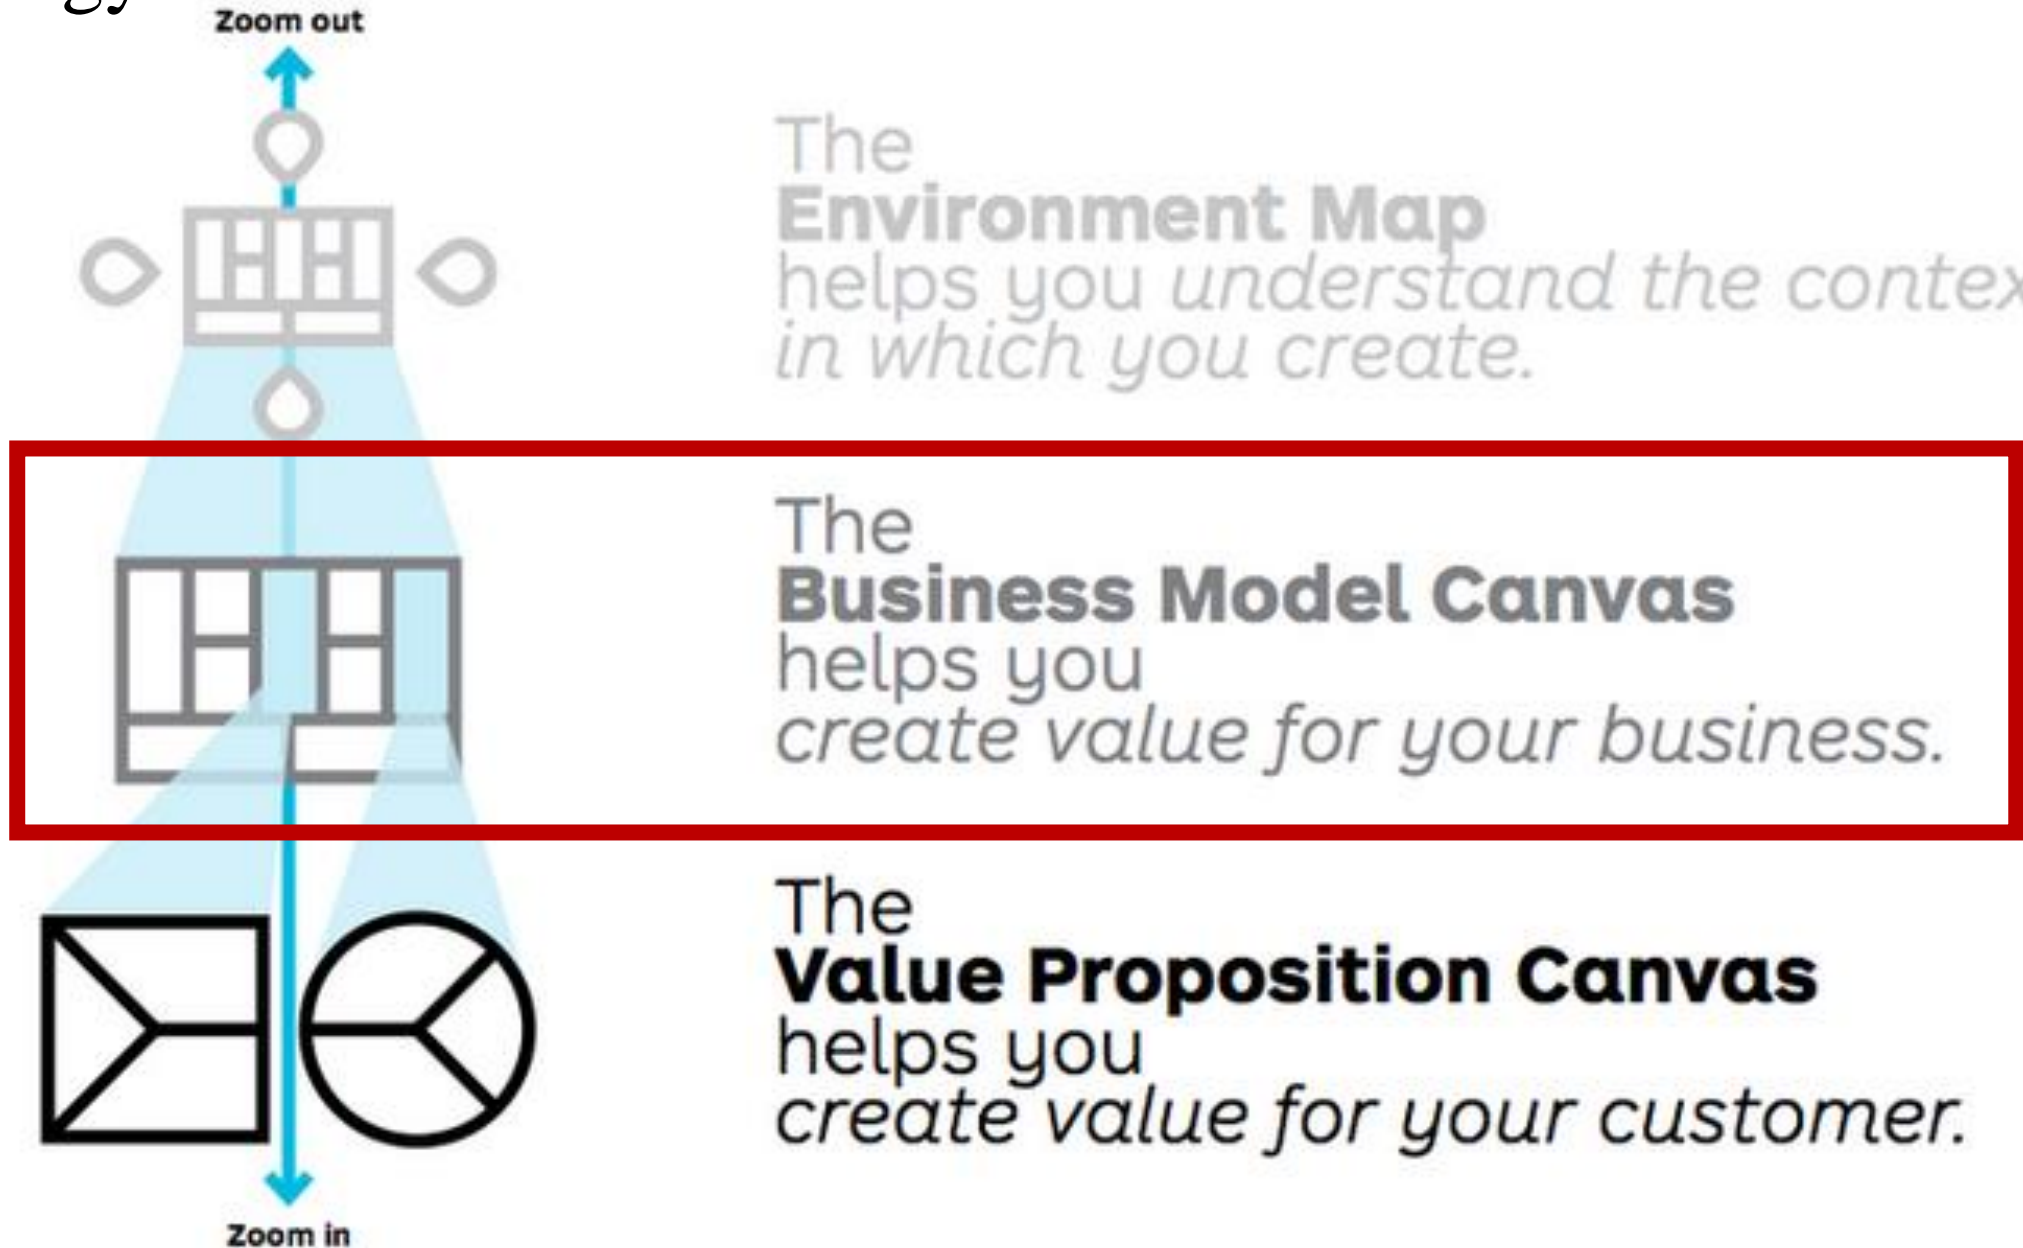 Zoom out
The
Environment Map
helps you understand the contex
in which you create.
The
Business Model Canvas
helps you
create value for your business.
The
Value Proposition Canvas
helps you
create value for your customer.
Zoom in